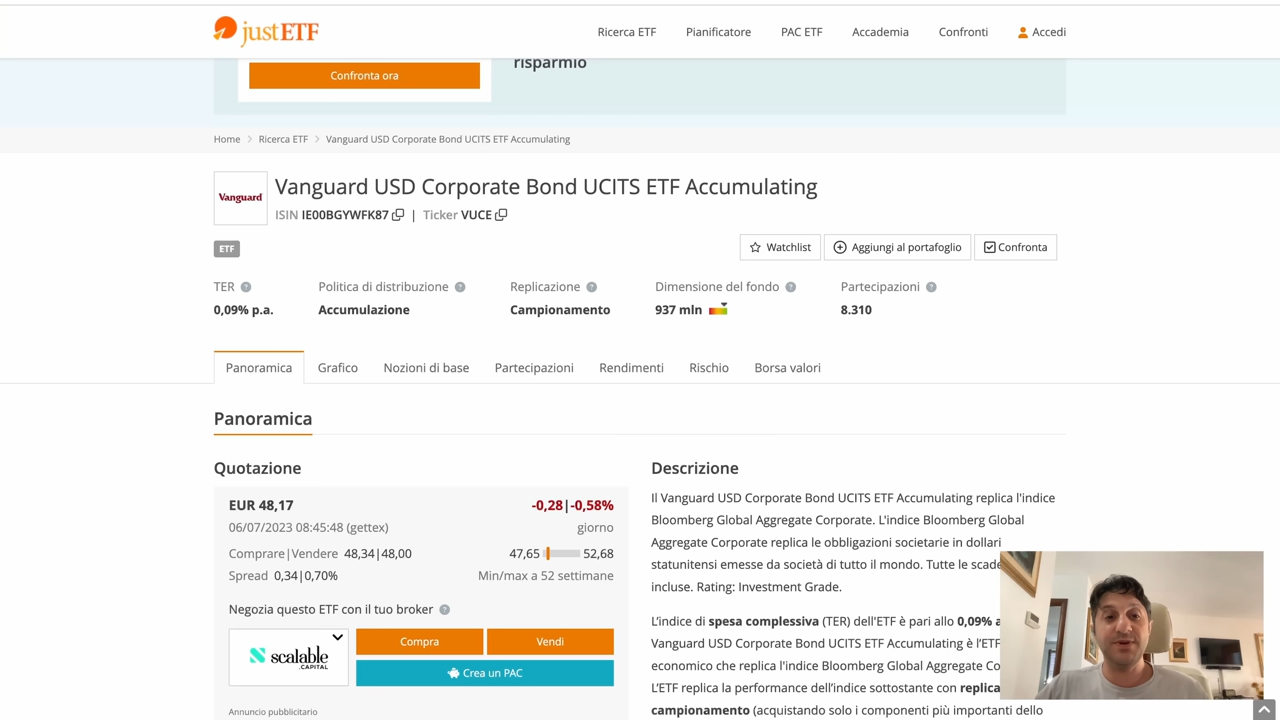 justETF
Ricerca ETF
Pianificatore
PAC ETF
Accademia
Confronti
Accedi
Confronta ora
risparmio
Home > Ricerca ETF > Vanguard USD Corporate Bond UCITS ETF Accumulating
Vanguard
Vanguard USD Corporate Bond UCITS ETF Accumulating
ISIN IE00BGYWFK87 | Ticker VUCE
ETF
Watchlist
Aggiungi al portafoglio
Confronta
TER
0,09% p.a.
Politica di distribuzione
Accumulazione
Replicazione
Campionamento
Dimensione del fondo
937 mln
Partecipazioni
8.310
Panoramica
Grafico
Nozioni di base
Partecipazioni
Rendimenti
Rischio
Borsa valori
Panoramica
Quotazione
EUR 48,17
-0,28|-0,58%
06/07/2023 08:45:48 (gettex)
giorno
Comprare|Vendere 48,34|48,00
47,65 52,68
Spread 0,34|0,70%
Min/max a 52 settimane
Negozia questo ETF con il tuo broker
scalable
.CAPITAL
Compra
Vendi
Crea un PAC
Annuncio pubblicitario
Descrizione
Il Vanguard USD Corporate Bond UCITS ETF Accumulating replica l'indice
Bloomberg Global Aggregate Corporate. L'indice Bloomberg Global
Aggregate Corporate replica le obbligazioni societarie in dollari
statunitensi emesse da società di tutto il mondo. Tutte le
incluse. Rating: Investment Grade.
L'indice di spesa complessiva (TER) dell'ETF è pari allo 0,09%
Vanguard USD Corporate Bond UCITS ETF Accumulating è l'ETF
economico che replica l'indice Bloomberg Global Aggregate
L'ETF replica la performance dell'indice sottostante con
campionamento (acquistando solo i componenti più importanti dello